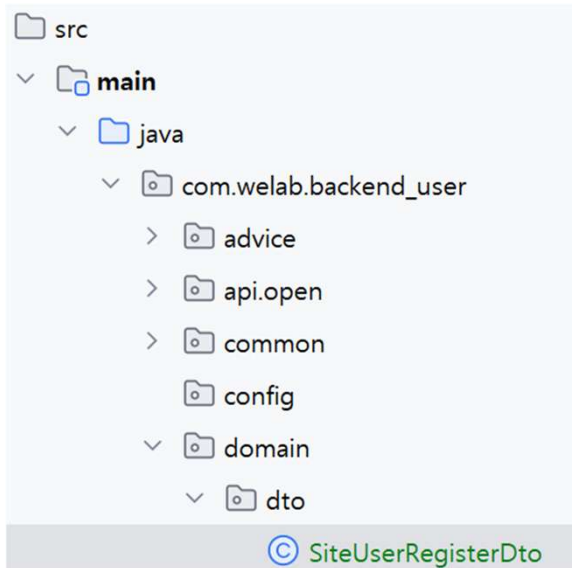 src
main
java
com.welab.backend_user
advice
api.open
common
config
domain
dto
SiteUserRegisterDto